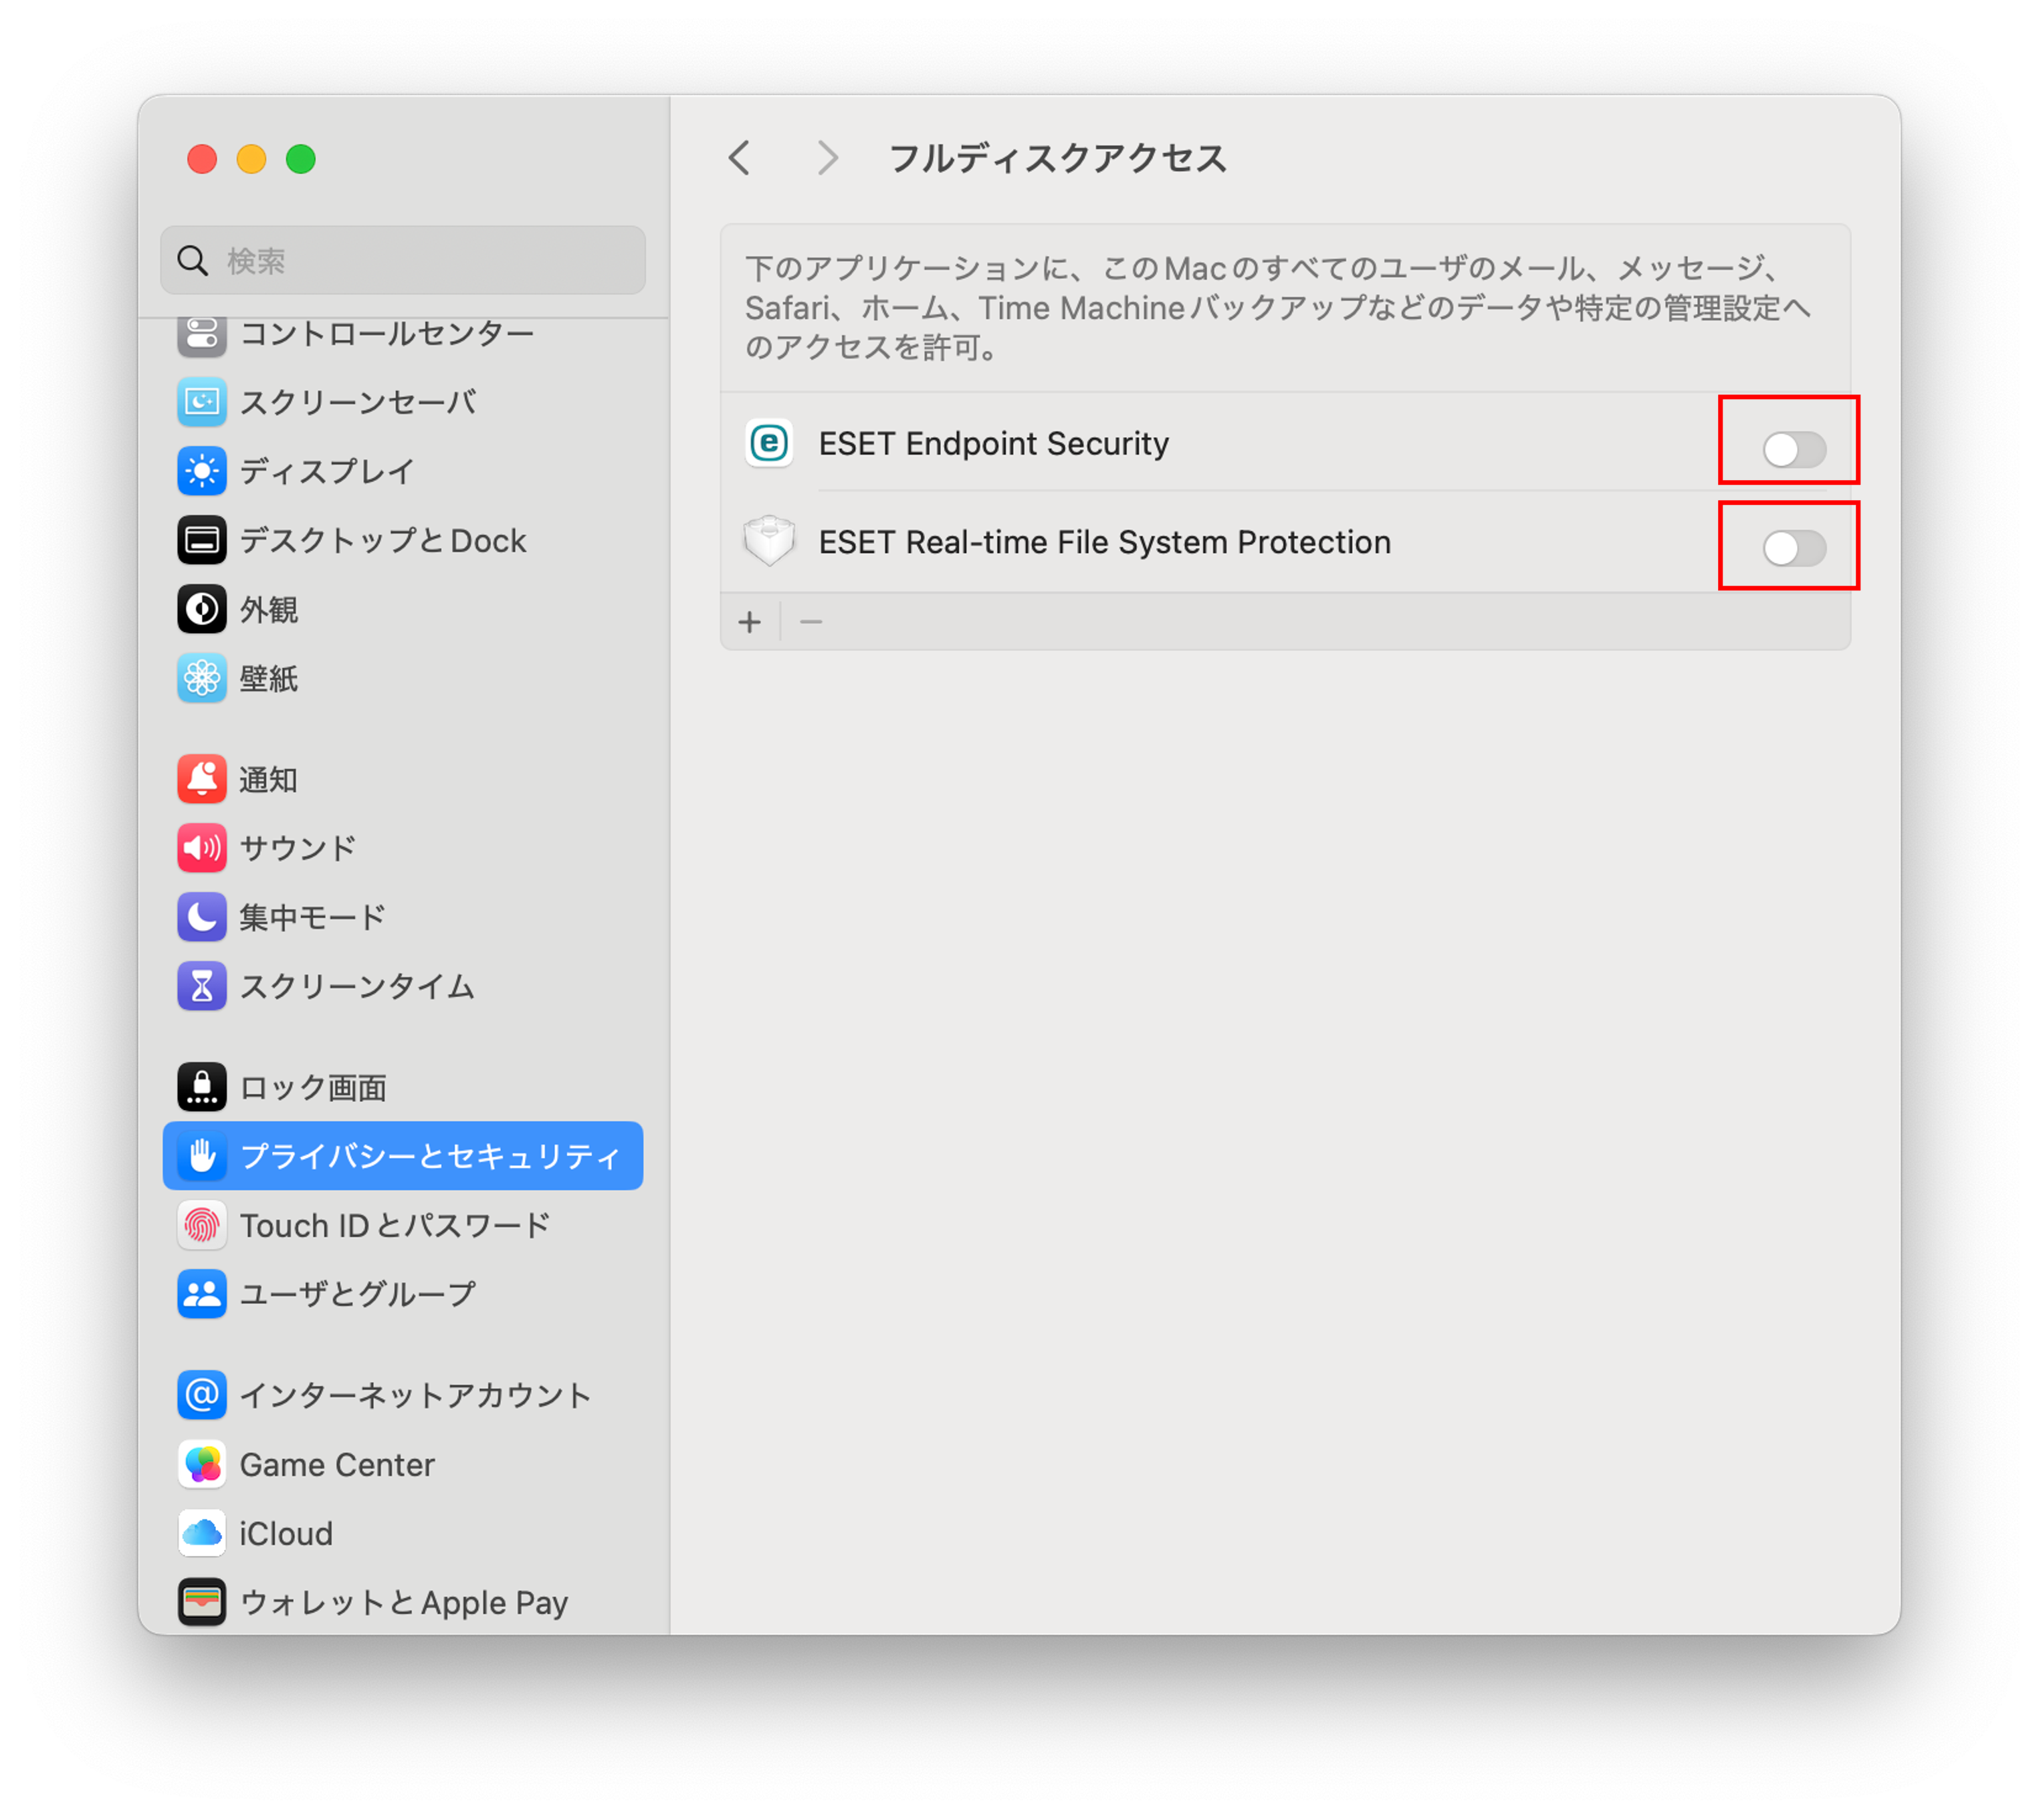 検索
コントロールセンター
スクリーンセーバ
ディスプレイ
デスクトップとDock
外観
壁紙
通知
サウンド
集中モード
スクリーンタイム
ロック画面
プライバシーとセキュリティ
Touch IDとパスワード
ユーザとグループ
インターネットアカウント
Game Center
iCloud
ウォレットとApple Pay
フルディスクアクセス
下のアプリケーションに、このMacのすべてのユーザのメール、メッセージ、
Safari、ホーム、Time Machineバックアップなどのデータや特定の管理設定へ
のアクセスを許可。
ESET Endpoint Security
ESET Real-time File System Protection